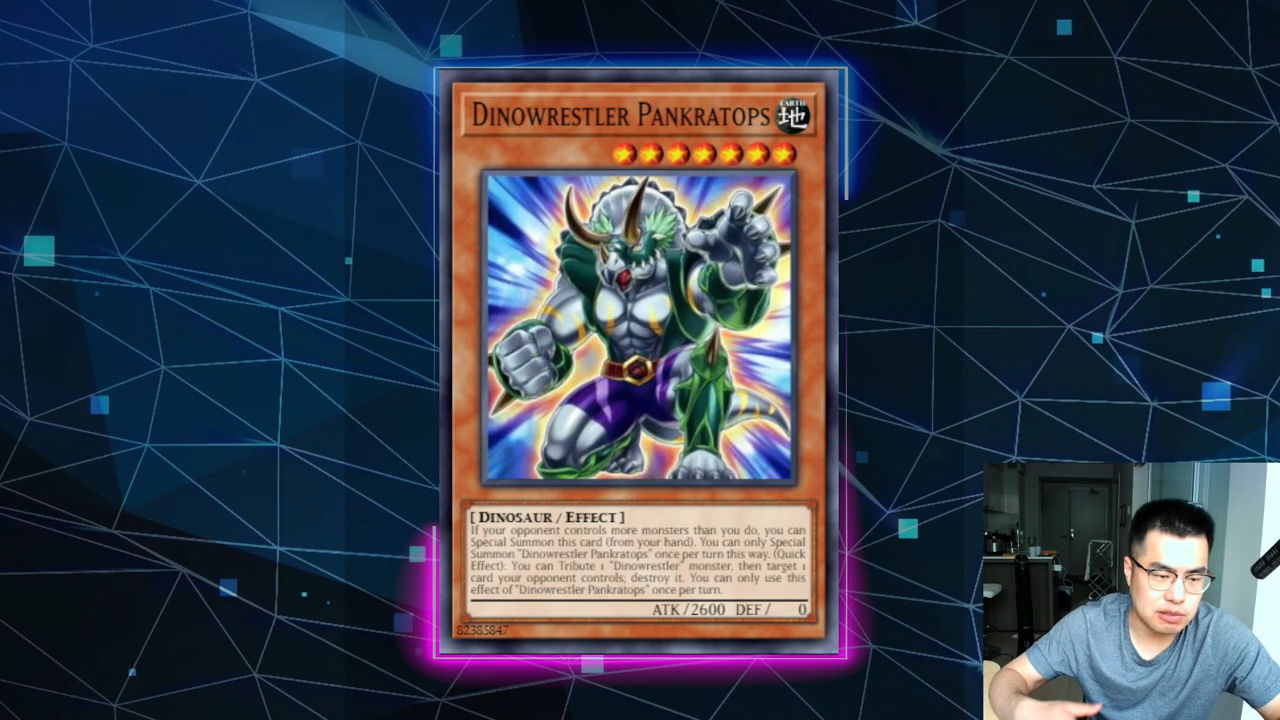 DINOWRESTLER PANKRATOPS
EARTH
地
[ DINOSAUR / EFFECT ]
If your opponent controls more monsters than you do, you can
Special Summon this card (from your hand). You can only Special
Summon "Dinowrestler Pankratops" once per turn this way. (Quick
Effect): You can Tribute 1 "Dinowrestler" monster, then target 1
card your opponent controls; destroy it. You can only use this
effect of "Dinowrestler Pankratops" once per turn.
ATK/2600 DEF/ 0
82385847